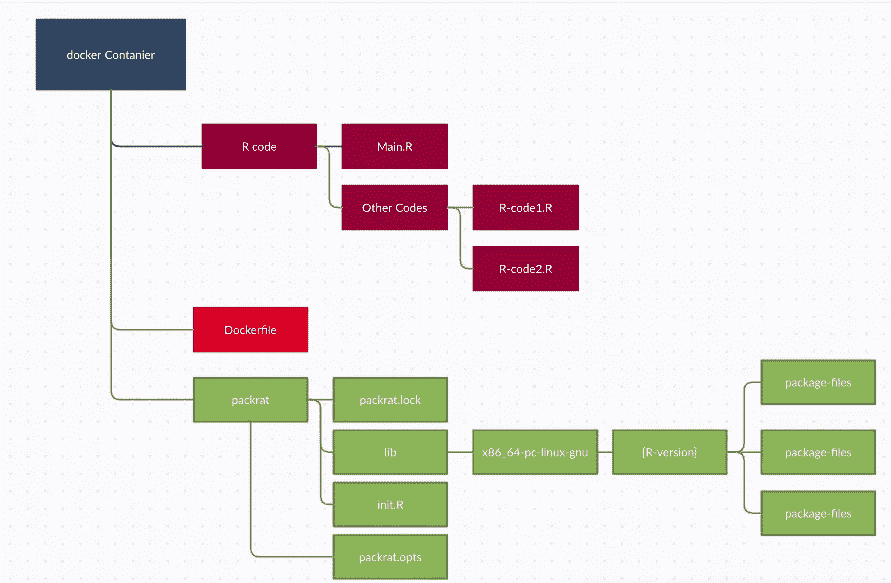 docker Contanier
R code
Main.R
Other Codes
R-code1.R
R-code2.R
Dockerfile
packrat
packrat.lock
lib
x86_64-pc-linux-gnu
{R-version}
package-files
package-files
package-files
init.R
packrat.opts